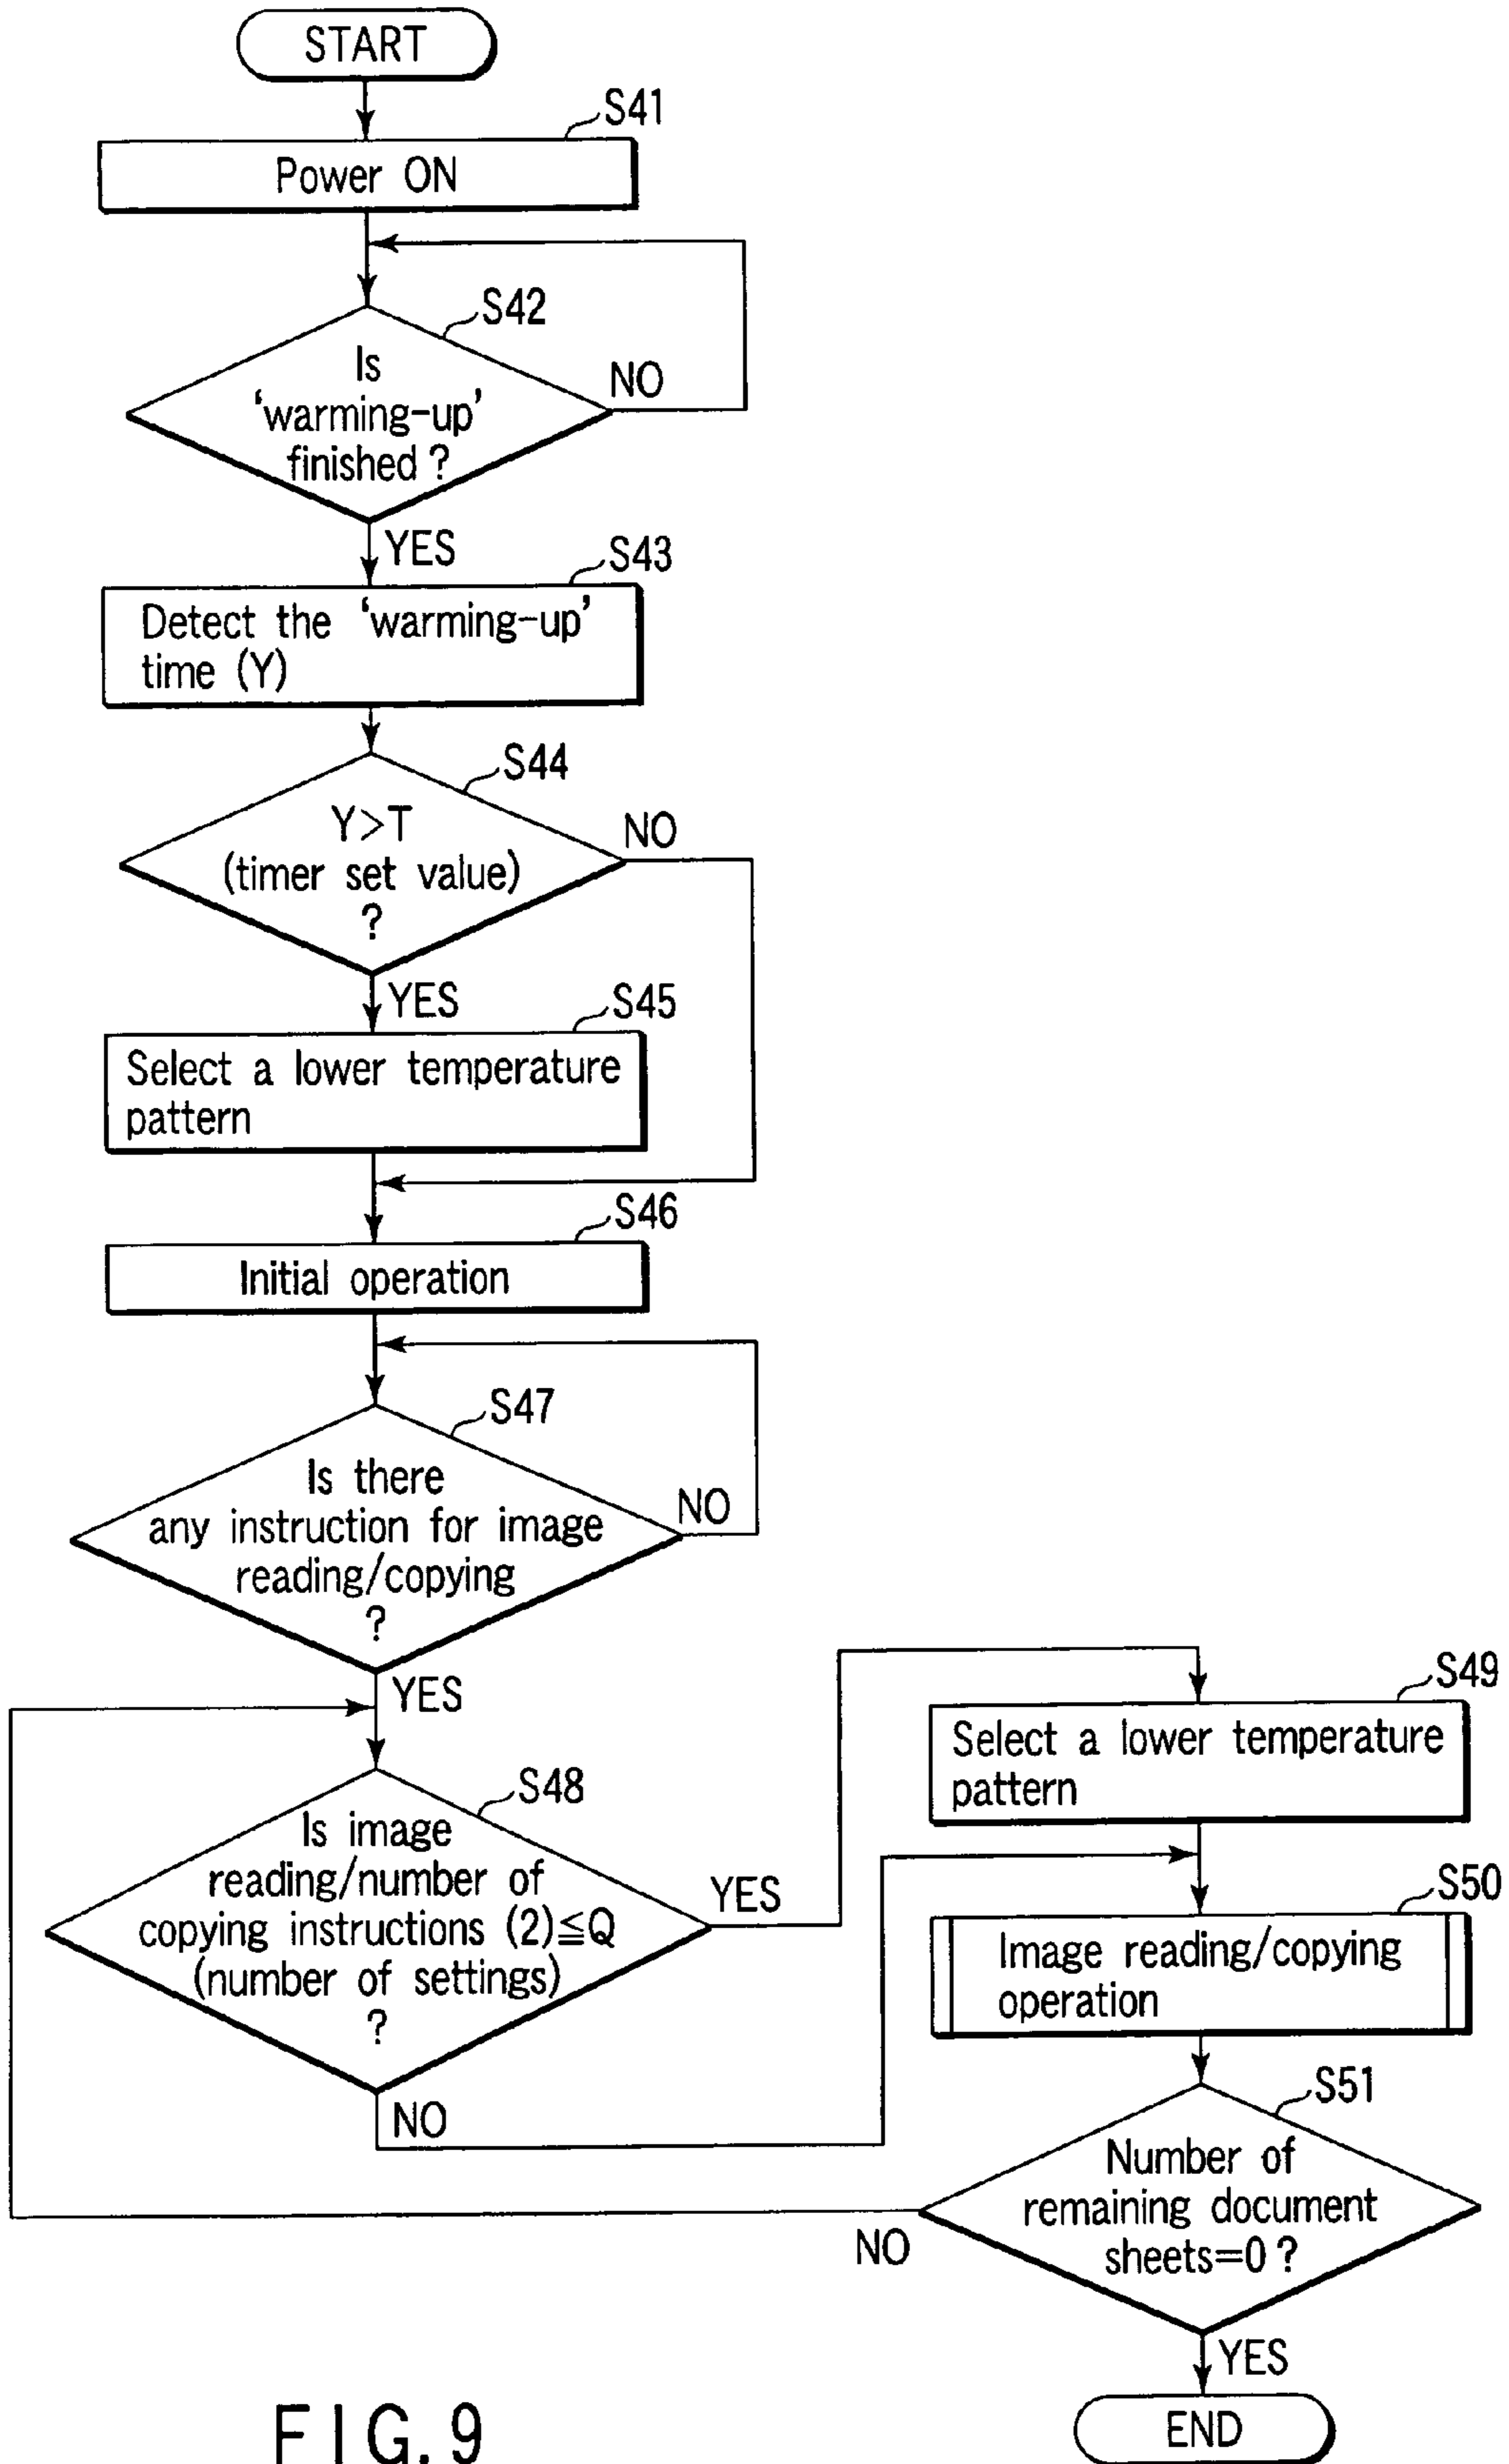 START
S41
Power ON
S42
Is
‘warming-up’
finished ?
NO
YES
S43
Detect the ‘warming-up’
time (Y)
S44
Y>T
(timer set value)
?
NO
YES
S45
Select a lower temperature
pattern
S46
Initial operation
S47
Is there
any instruction for image
reading/copying
?
NO
YES
S48
Is image
reading/number of
copying instructions (2)≦Q
(number of settings)
?
YES
NO
S49
Select a lower temperature
pattern
S50
Image reading/copying
operation
S51
Number of
remaining document
sheets=0 ?
NO
YES
END
FIG. 9